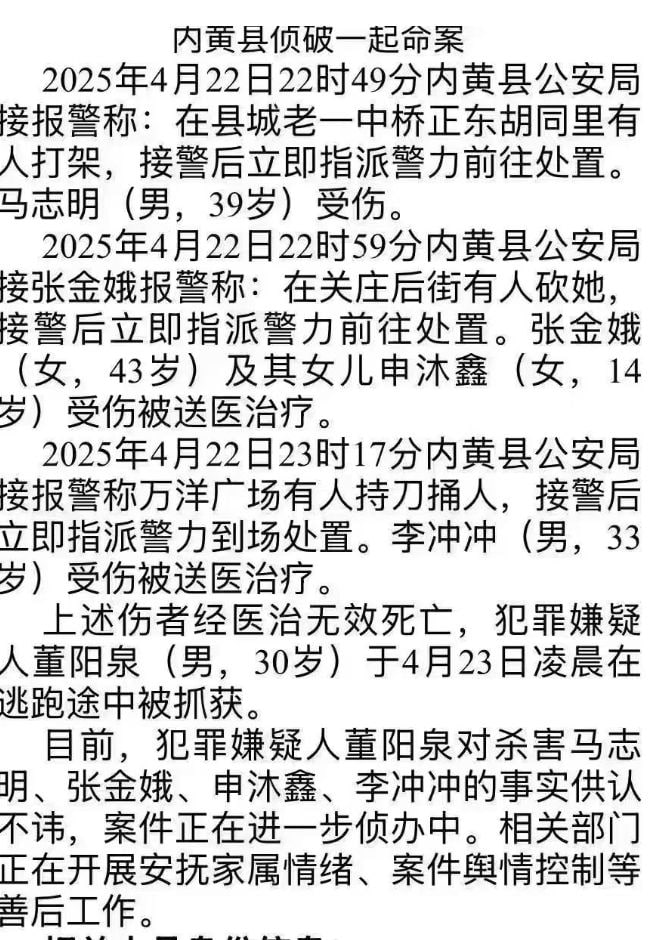 内黄县侦破一起命案
2025年4月22日22时49分内黄县公安局
接报警称：在县城老一中桥正东胡同里有
人打架，接警后立即指派警力前往处置。
马志明（男，39岁）受伤。
2025年4月22日22时59分内黄县公安局
接张金娥报警称：在关庄后街有人砍她，
接警后立即指派警力前往处置。张金娥
（女，43岁）及其女儿申沐鑫（女，14
岁）受伤被送医治疗。
2025年4月22日23时17分内黄县公安局
接报警称万洋广场有人持刀捅人，接警后
立即指派警力到场处置。李冲冲（男，33
岁）受伤被送医治疗。
上述伤者经医治无效死亡，犯罪嫌疑
人董阳泉（男，30岁）于4月23日凌晨在
逃跑途中被抓获。
目前，犯罪嫌疑人董阳泉对杀害马志
明、张金娥、申沐鑫、李冲冲的事实供认
不讳，案件正在进一步侦办中。相关部门
正在开展安抚家属情绪、案件舆情控制等
善后工作。